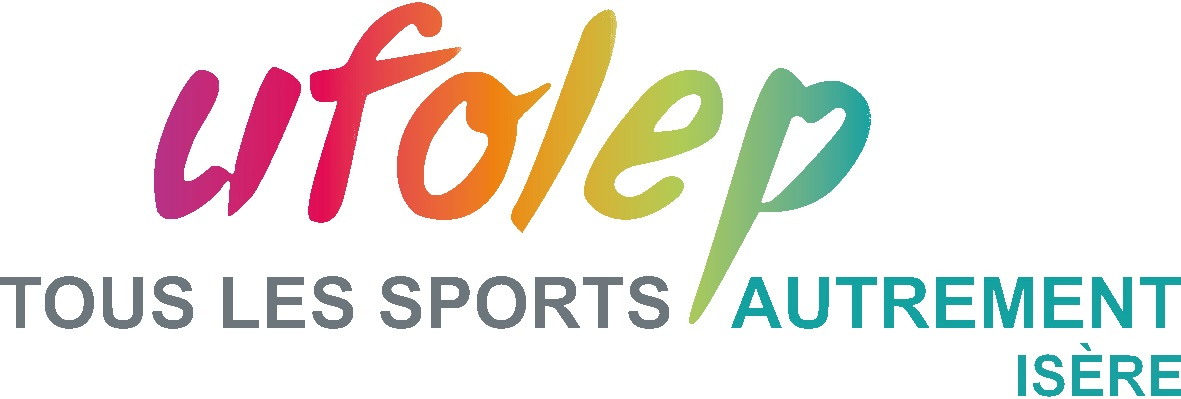 ufolep
TOUS LES SPORTS AUTREMENT
ISÈRE